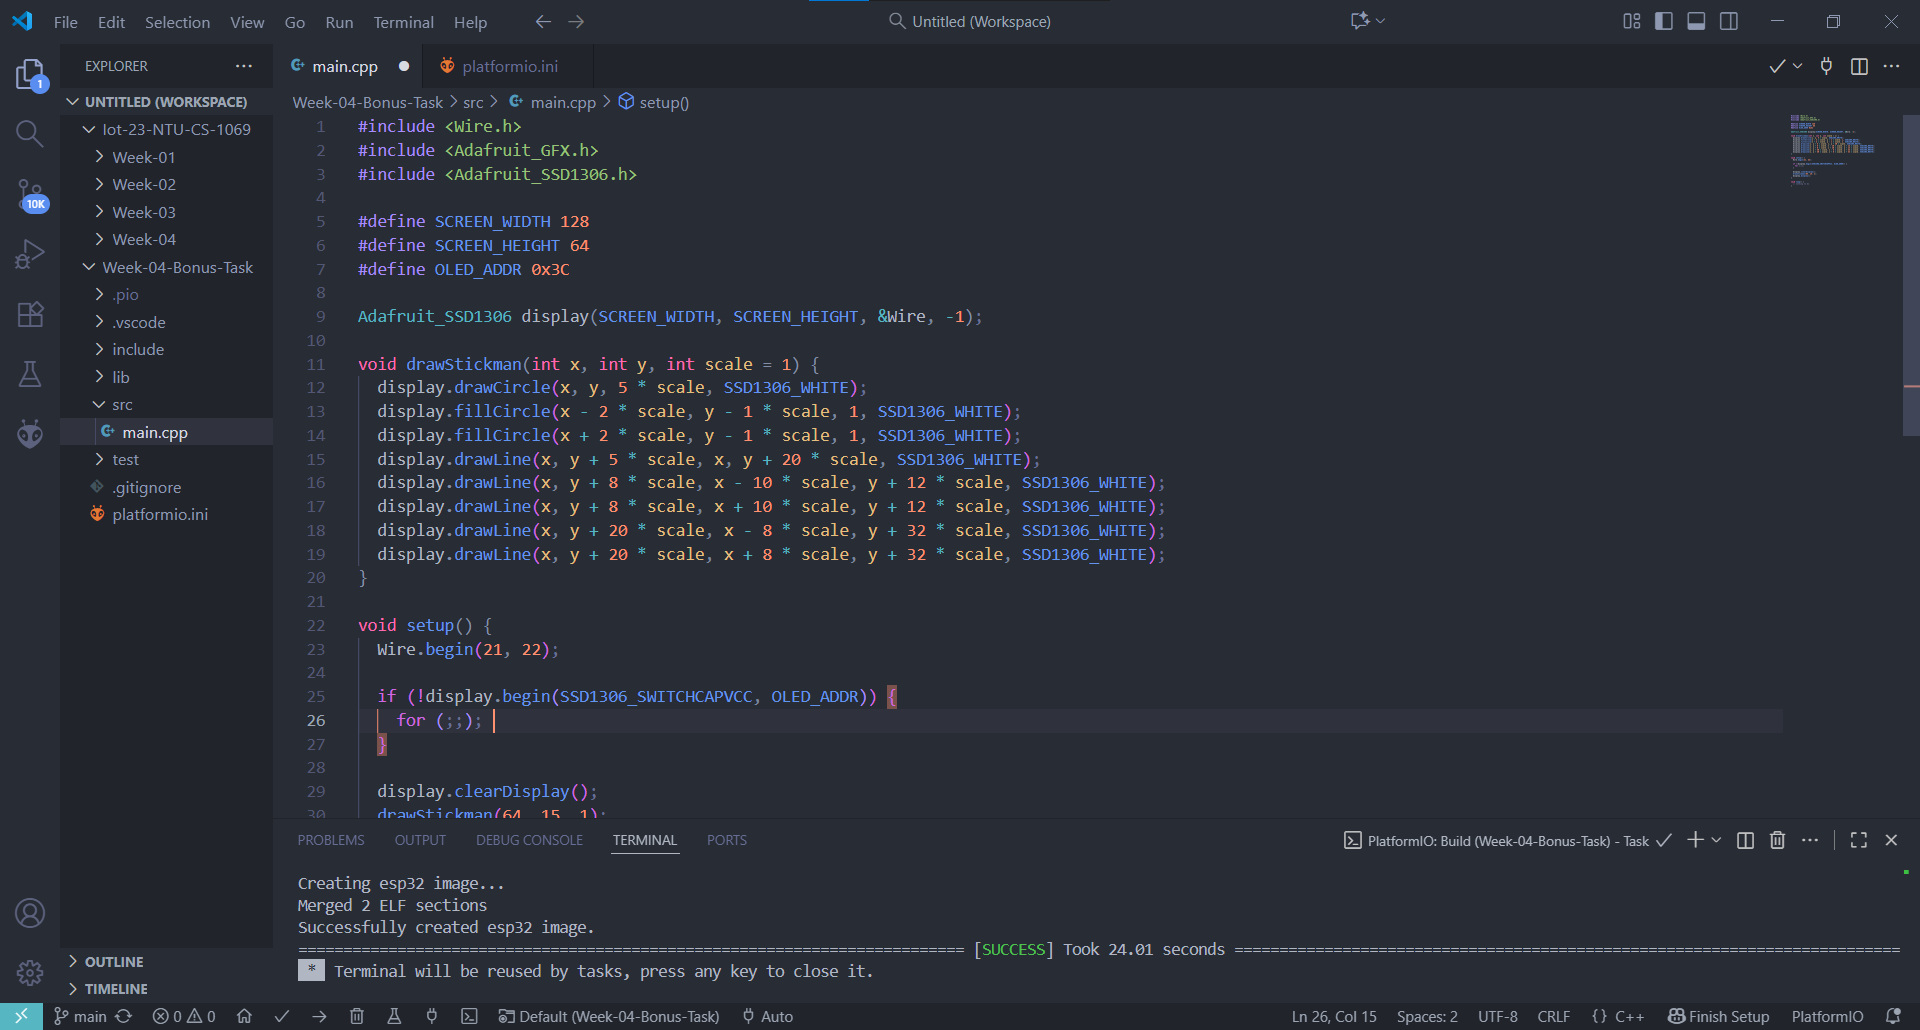 File Edit Selection View Go Run Terminal Help
Untitled (Workspace)
EXPLORER
main.cpp
platformio.ini
1
UNTITLED (WORKSPACE)
Iot-23-NTU-CS-1069
Week-01
Week-02
Week-03
Week-04
Week-04-Bonus-Task
.pio
.vscode
include
lib
src
main.cpp
test
.gitignore
platformio.ini
10K
OUTLINE
TIMELINE
Week-04-Bonus-Task > src > main.cpp > setup()
1 #include <Wire.h>
2 #include <Adafruit_GFX.h>
3 #include <Adafruit_SSD1306.h>
4
5 #define SCREEN_WIDTH 128
6 #define SCREEN_HEIGHT 64
7 #define OLED_ADDR 0x3C
8
9 Adafruit_SSD1306 display(SCREEN_WIDTH, SCREEN_HEIGHT, &Wire, -1);
10
11 void drawStickman(int x, int y, int scale = 1) {
12 display.drawCircle(x, y, 5 * scale, SSD1306_WHITE);
13 display.fillCircle(x - 2 * scale, y - 1 * scale, 1, SSD1306_WHITE);
14 display.fillCircle(x + 2 * scale, y - 1 * scale, 1, SSD1306_WHITE);
15 display.drawLine(x, y + 5 * scale, x, y + 20 * scale, SSD1306_WHITE);
16 display.drawLine(x, y + 8 * scale, x - 10 * scale, y + 12 * scale, SSD1306_WHITE);
17 display.drawLine(x, y + 8 * scale, x + 10 * scale, y + 12 * scale, SSD1306_WHITE);
18 display.drawLine(x, y + 20 * scale, x - 8 * scale, y + 32 * scale, SSD1306_WHITE);
19 display.drawLine(x, y + 20 * scale, x + 8 * scale, y + 32 * scale, SSD1306_WHITE);
20 }
21
22 void setup() {
23 Wire.begin(21, 22);
24
25 if (!display.begin(SSD1306_SWITCHCAPVCC, OLED_ADDR)) {
26 for (;;);
27 }
28
29 display.clearDisplay();
30 drawStickman(64, 15, 1);
PROBLEMS OUTPUT DEBUG CONSOLE TERMINAL PORTS
PlatformIO: Build (Week-04-Bonus-Task) - Task
Creating esp32 image...
Merged 2 ELF sections
Successfully created esp32 image.
========================================================================== [SUCCESS] Took 24.01 seconds ==========================================================================
* Terminal will be reused by tasks, press any key to close it.
main 0 0 Default (Week-04-Bonus-Task) Auto
Ln 26, Col 15 Spaces: 2 UTF-8 CRLF {} C++ Finish Setup PlatformIO